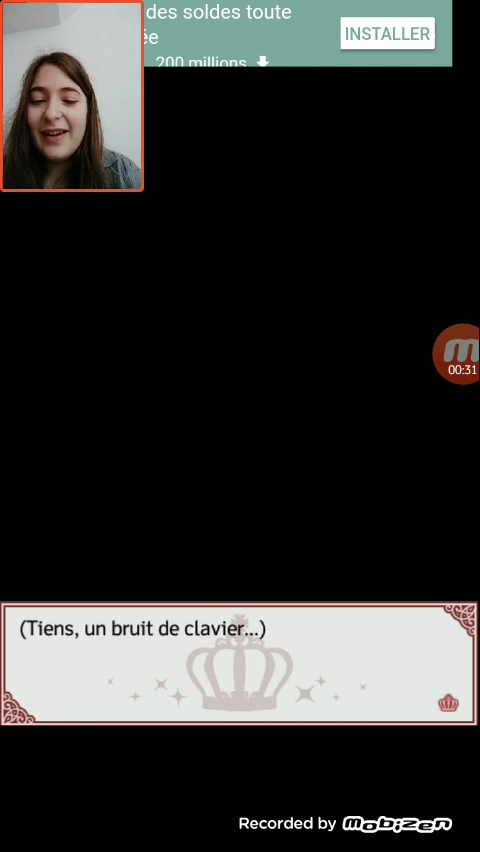 des soldes toute
ée
200 millions
INSTALLER
00:31
(Tiens, un bruit de clavier...)
Recorded by mobizen